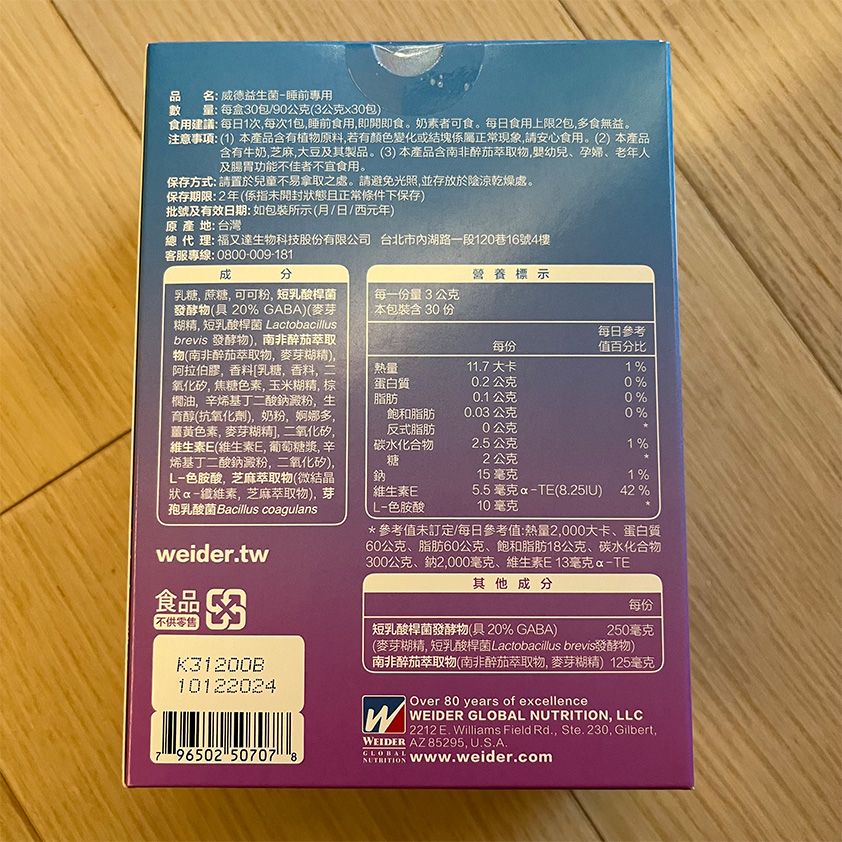 品　　名: 威德益生菌-睡前專用
數　　量: 每盒30包/90公克(3公克x30包)
食用建議: 每日1次,每次1包,睡前食用,即開即食。奶素者可食。每日食用上限2包,多食無益。
注意事項: (1) 本產品含有植物原料,若有顏色變化或結塊係屬正常現象,請安心食用。(2) 本產品
含有牛奶,芝麻,大豆及其製品。(3) 本產品含南非醉茄萃取物,嬰幼兒、孕婦、老年人
及腸胃功能不佳者不宜食用。
保存方式: 請置於兒童不易拿取之處。請避免光照,並存放於陰涼乾燥處。
保存期限: 2年(係指未開封狀態且正常條件下保存)
批號及有效日期: 如包裝所示(月/日/西元年)
原 產 地: 台灣
總 代 理: 福又達生物科技股份有限公司 台北市內湖路一段120巷16號4樓
客服專線: 0800-009-181
成　　分
乳糖, 蔗糖, 可可粉, 短乳酸桿菌
發酵物(具 20% GABA)(麥芽
糊精, 短乳酸桿菌 Lactobacillus
brevis 發酵物), 南非醉茄萃取
物(南非醉茄萃取物, 麥芽糊精),
阿拉伯膠, 香料[乳糖, 香料, 二
氧化矽, 焦糖色素, 玉米糊精, 棕
櫚油, 辛烯基丁二酸鈉澱粉, 生
育醇(抗氧化劑), 奶粉, 婀娜多,
薑黃色素, 麥芽糊精], 二氧化矽,
維生素E(維生素E, 葡萄糖漿, 辛
烯基丁二酸鈉澱粉, 二氧化矽),
L-色胺酸, 芝麻萃取物(微結晶
狀α-纖維素, 芝麻萃取物), 芽
孢乳酸菌Bacillus coagulans
營 養 標 示
每一份量 3 公克
本包裝含 30 份
每份 每日參考值百分比
熱量 11.7 大卡 1%
蛋白質 0.2 公克 0%
脂肪 0.1 公克 0%
飽和脂肪 0.03 公克 0%
反式脂肪 0 公克 *
碳水化合物 2.5 公克 1%
糖 2 公克 *
鈉 15 毫克 1%
維生素E 5.5 毫克 α-TE(8.25IU) 42%
L-色胺酸 10 毫克 *
*參考值未訂定/每日參考值:熱量2,000大卡、蛋白質
60公克、脂肪60公克、飽和脂肪18公克、碳水化合物
300公克、鈉2,000毫克、維生素E 13毫克α-TE
其 他 成 分
每份
短乳酸桿菌發酵物(具 20% GABA) 250毫克
(麥芽糊精, 短乳酸桿菌Lactobacillus brevis發酵物)
南非醉茄萃取物(南非醉茄萃取物, 麥芽糊精) 125毫克
weider.tw
食品
不供零售
K31200B
10122024
7 96502 50707 8
Over 80 years of excellence
WEIDER GLOBAL NUTRITION, LLC
2212 E. Williams Field Rd., Ste. 230, Gilbert,
AZ 85295, U.S.A.
www.weider.com
W
WEIDER
GLOBAL
NUTRITION